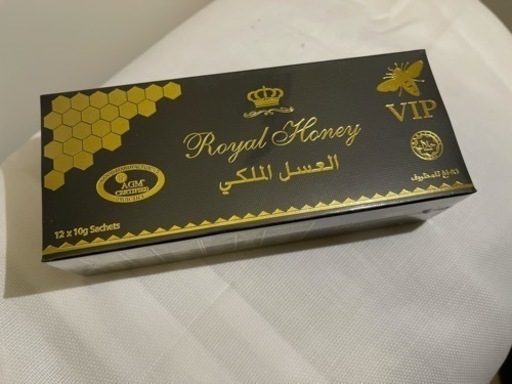 VIP
Royal Honey
العسل الملكي
AGM
CERTIFIED
12 x 10g Sachets